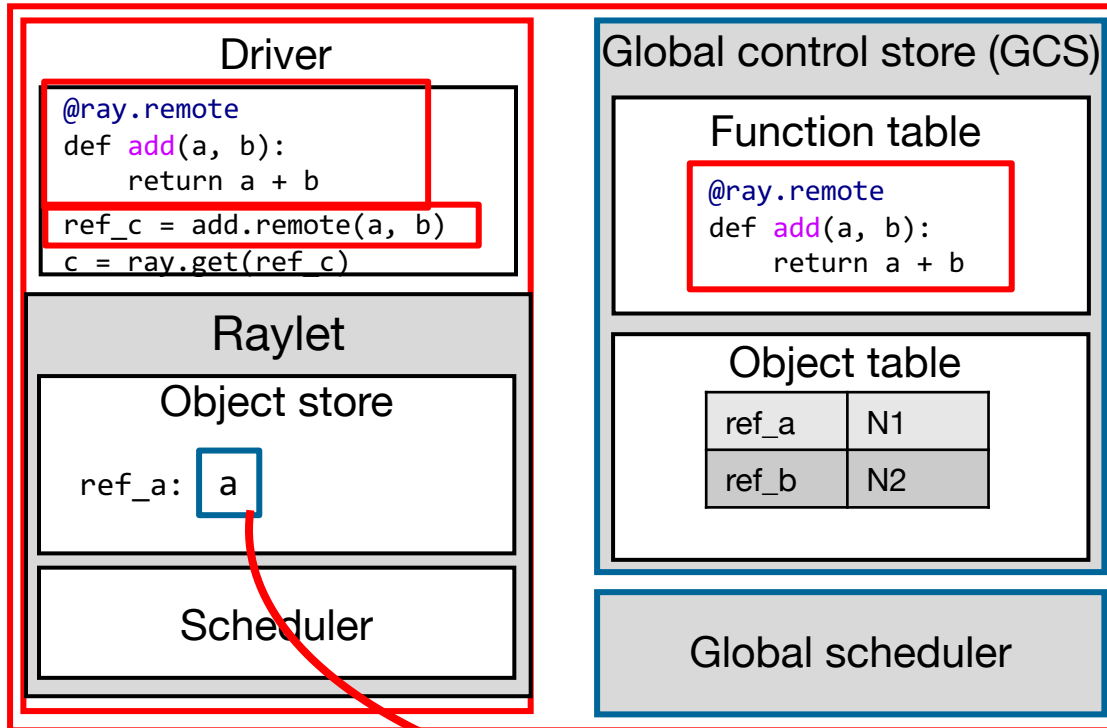 Driver
@ray.remote
def add(a, b):
    return a + b
ref_c = add.remote(a, b)
c = ray.get(ref_c)
Raylet
Object store
ref_a: a
Scheduler
Global control store (GCS)
Function table
@ray.remote
def add(a, b):
    return a + b
Object table
ref_a N1
ref_b N2
Global scheduler